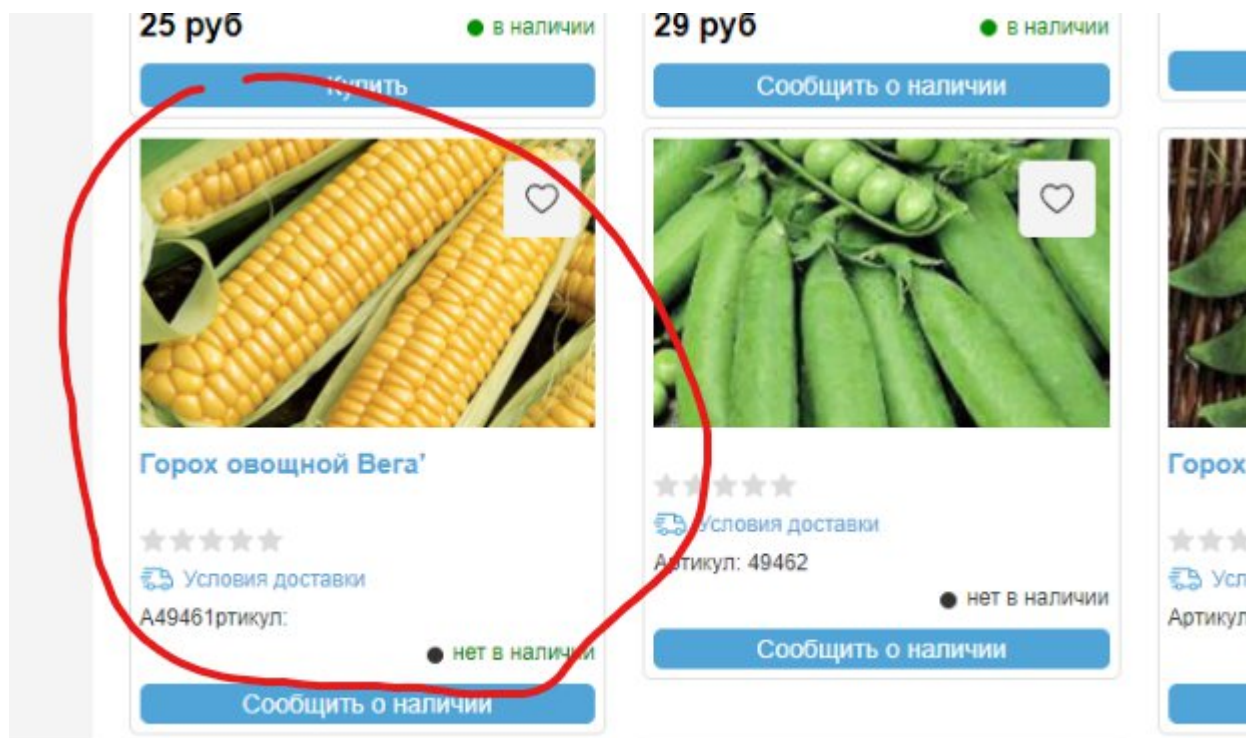 25 руб
в наличии
Купить
29 руб
в наличии
Сообщить о наличии
Горох овощной Вега’
Условия доставки
А49461ртикул:
нет в наличии
Сообщить о наличии
Условия доставки
Артикул: 49462
нет в наличии
Сообщить о наличии
Горох